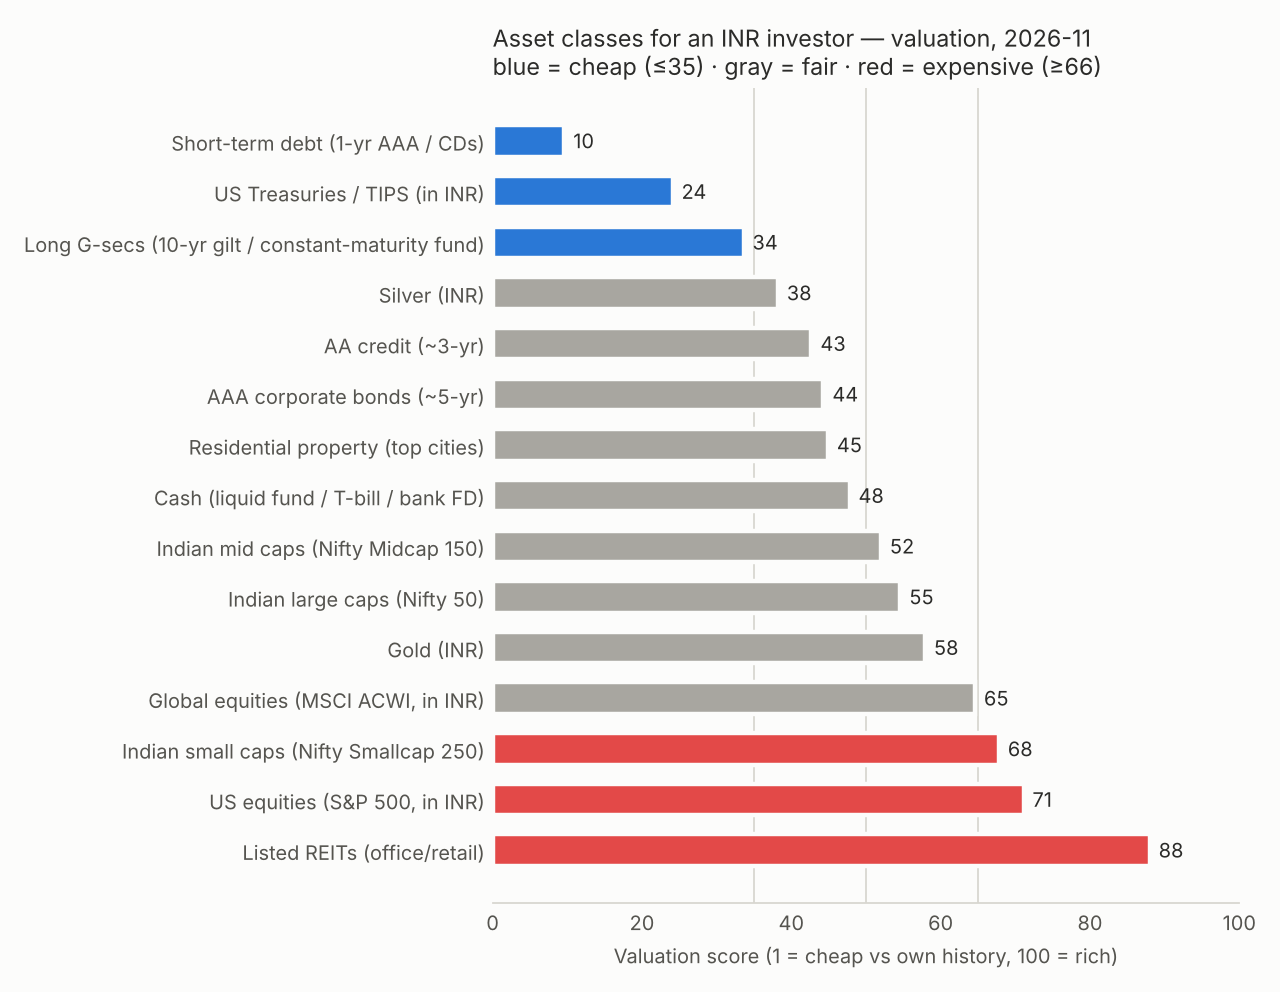 Asset classes for an INR investor — valuation, 2026-11
blue = cheap (≤35) · gray = fair · red = expensive (≥66)
Short-term debt (1-yr AAA / CDs) 10
US Treasuries / TIPS (in INR) 24
Long G-secs (10-yr gilt / constant-maturity fund) 34
Silver (INR) 38
AA credit (~3-yr) 43
AAA corporate bonds (~5-yr) 44
Residential property (top cities) 45
Cash (liquid fund / T-bill / bank FD) 48
Indian mid caps (Nifty Midcap 150) 52
Indian large caps (Nifty 50) 55
Gold (INR) 58
Global equities (MSCI ACWI, in INR) 65
Indian small caps (Nifty Smallcap 250) 68
US equities (S&P 500, in INR) 71
Listed REITs (office/retail) 88
0 20 40 60 80 100
Valuation score (1 = cheap vs own history, 100 = rich)